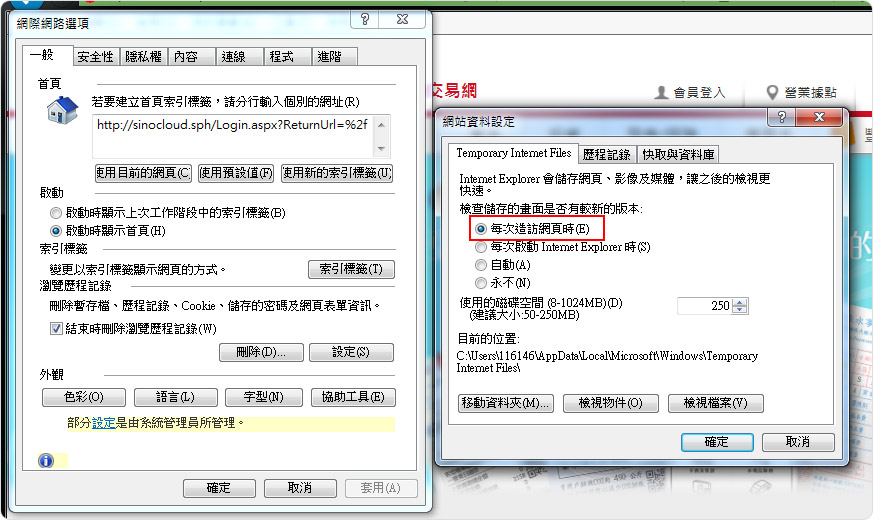 網際網路選項
一般
安全性
隱私權
內容
連線
程式
進階
首頁
若要建立首頁索引標籤，請分行輸入個別的網址(R)
http://sinocloud.sph/Login.aspx?ReturnUrl=%2f
使用目前的網頁(C)
使用預設值(F)
使用新的索引標籤(U)
啟動
啟動時顯示上次工作階段中的索引標籤(B)
啟動時顯示首頁(H)
索引標籤
變更以索引標籤顯示網頁的方式。
索引標籤(T)
瀏覽歷程記錄
刪除暫存檔、歷程記錄、Cookie、儲存的密碼及網頁表單資訊。
結束時刪除瀏覽歷程記錄(W)
刪除(D)...
設定(S)
外觀
色彩(O)
語言(L)
字型(N)
協助工具(E)
部分設定是由系統管理員所管理。
確定
取消
套用(A)
交易網
會員登入
營業據點
網站資料設定
Temporary Internet Files
歷程記錄
快取與資料庫
Internet Explorer 會儲存網頁、影像及媒體，讓之後的檢視更
快速。
檢查儲存的畫面是否有較新的版本:
每次造訪網頁時(E)
每次啟動 Internet Explorer 時(S)
自動(A)
永不(N)
使用的磁碟空間 (8-1024MB)(D)
(建議大小:50-250MB)
250
目前的位置:
C:\Users\116146\AppData\Local\Microsoft\Windows\Temporary
Internet Files\
移動資料夾(M)...
檢視物件(O)
檢視檔案(V)
確定
取消